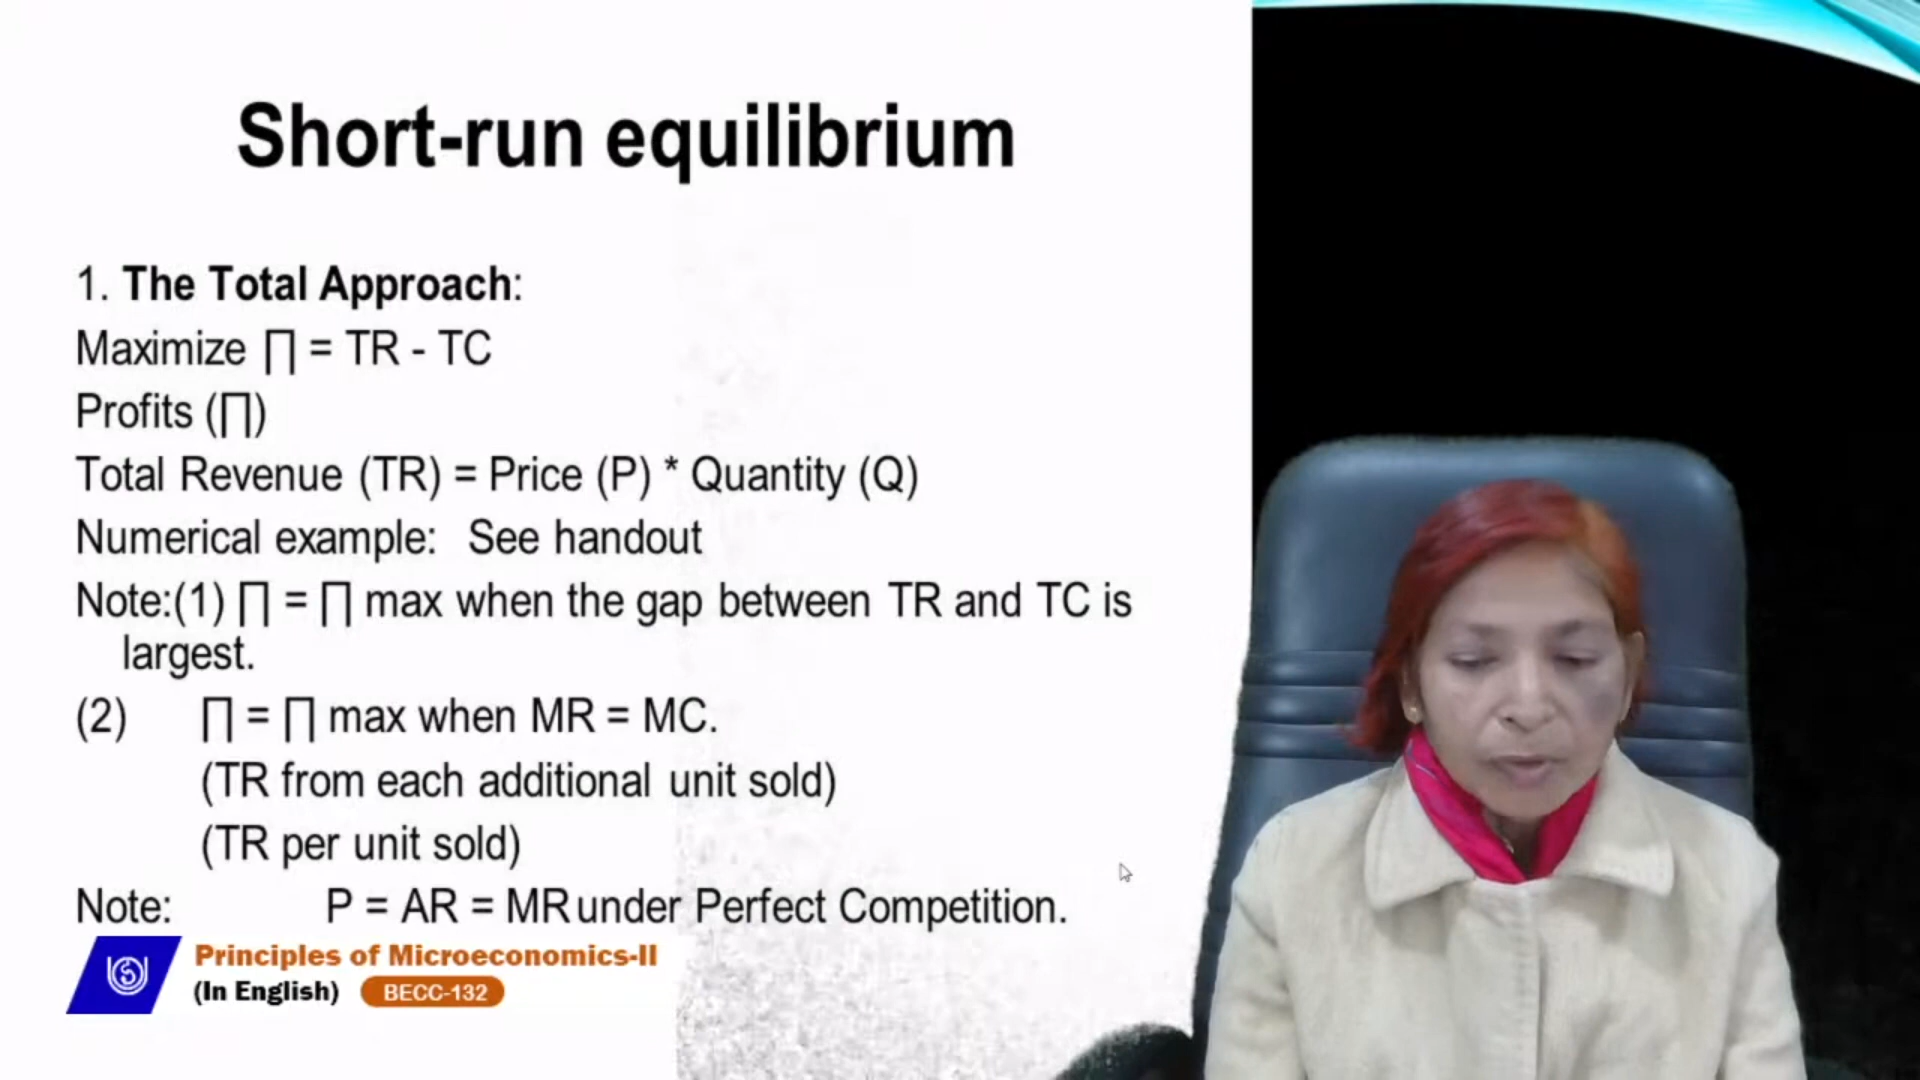 Short-run equilibrium
1. The Total Approach:
Maximize ∏ = TR - TC
Profits (∏)
Total Revenue (TR) = Price (P) * Quantity (Q)
Numerical example: See handout
Note:(1) ∏ = ∏ max when the gap between TR and TC is
largest.
(2) ∏ = ∏ max when MR = MC.
(TR from each additional unit sold)
(TR per unit sold)
Note: P = AR = MR under Perfect Competition.
Principles of Microeconomics-II
(In English) BECC-132